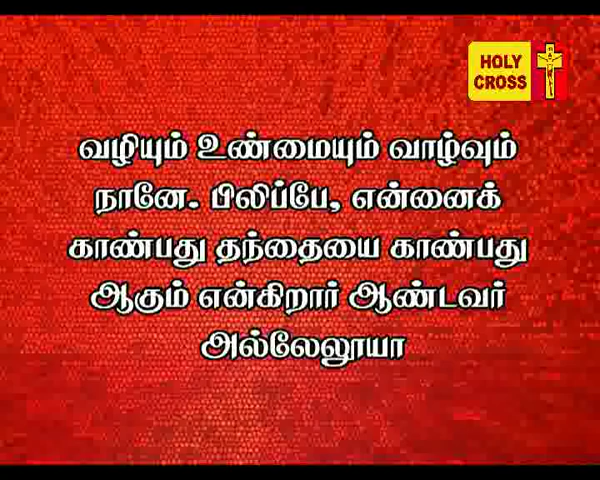 HOLY
CROSS
வழியும் உண்மையும் வாழ்வும்
நானே. பிலிப்பே, என்னைக்
காண்பது தந்தையை காண்பது
ஆகும் என்கிறார் ஆண்டவர்
அல்லேலூயா